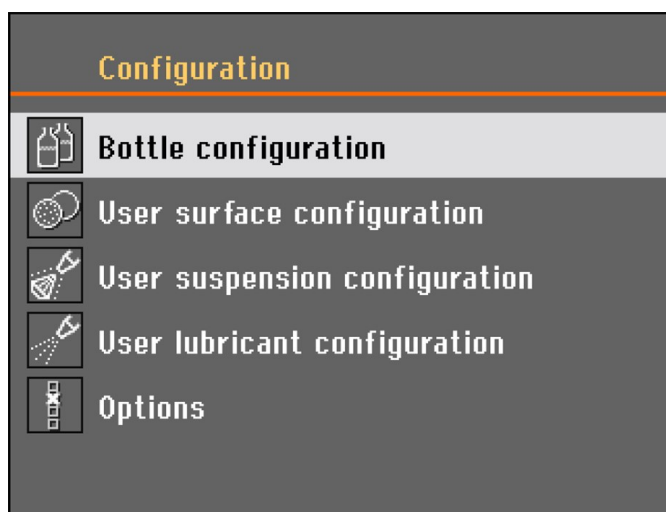 Configuration
Bottle configuration
User surface configuration
User suspension configuration
User lubricant configuration
Options